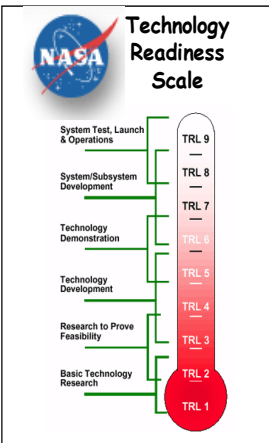 NASA
Technology
Readiness
Scale
System Test, Launch
& Operations
System/Subsystem
Development
Technology
Demonstration
Technology
Development
Research to Prove
Feasibility
Basic Technology
Research
TRL 9
TRL 8
TRL 7
TRL 6
TRL 5
TRL 4
TRL 3
TRL 2
TRL 1